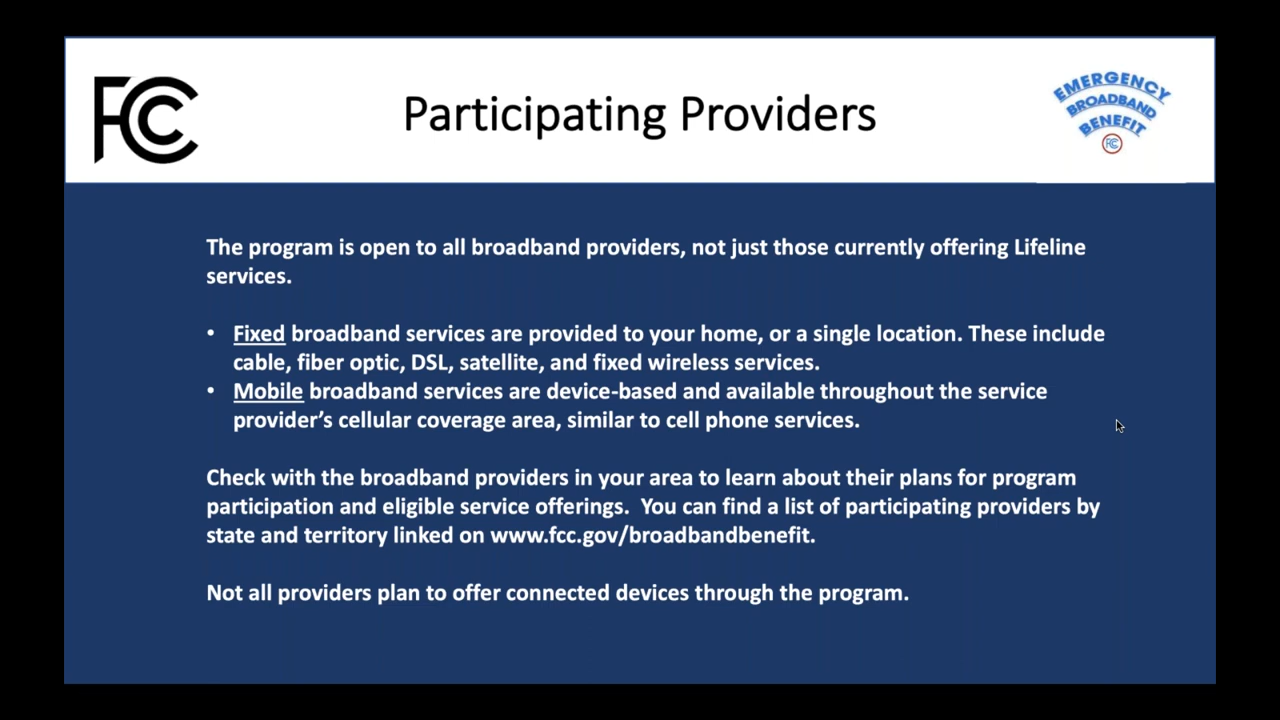 FCC
Participating Providers
EMERGENCY
BROADBAND
BENEFIT
FCC
The program is open to all broadband providers, not just those currently offering Lifeline
services.
• Fixed broadband services are provided to your home, or a single location. These include
cable, fiber optic, DSL, satellite, and fixed wireless services.
• Mobile broadband services are device-based and available throughout the service
provider’s cellular coverage area, similar to cell phone services.
Check with the broadband providers in your area to learn about their plans for program
participation and eligible service offerings.  You can find a list of participating providers by
state and territory linked on www.fcc.gov/broadbandbenefit.
Not all providers plan to offer connected devices through the program.